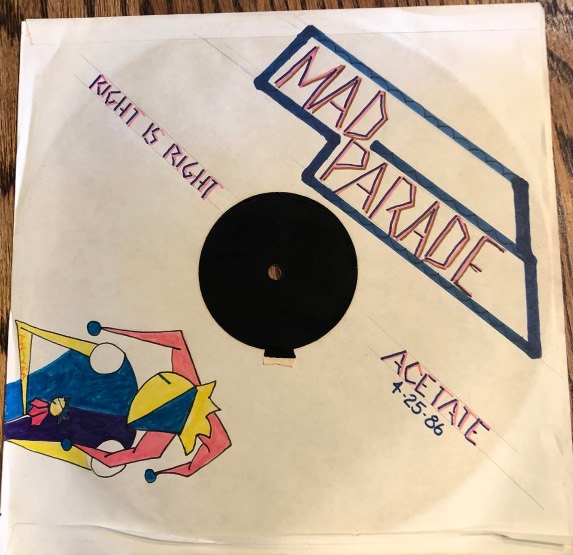 MAD
PARADE
RIGHT IS RIGHT
ACETATE
4-25-86